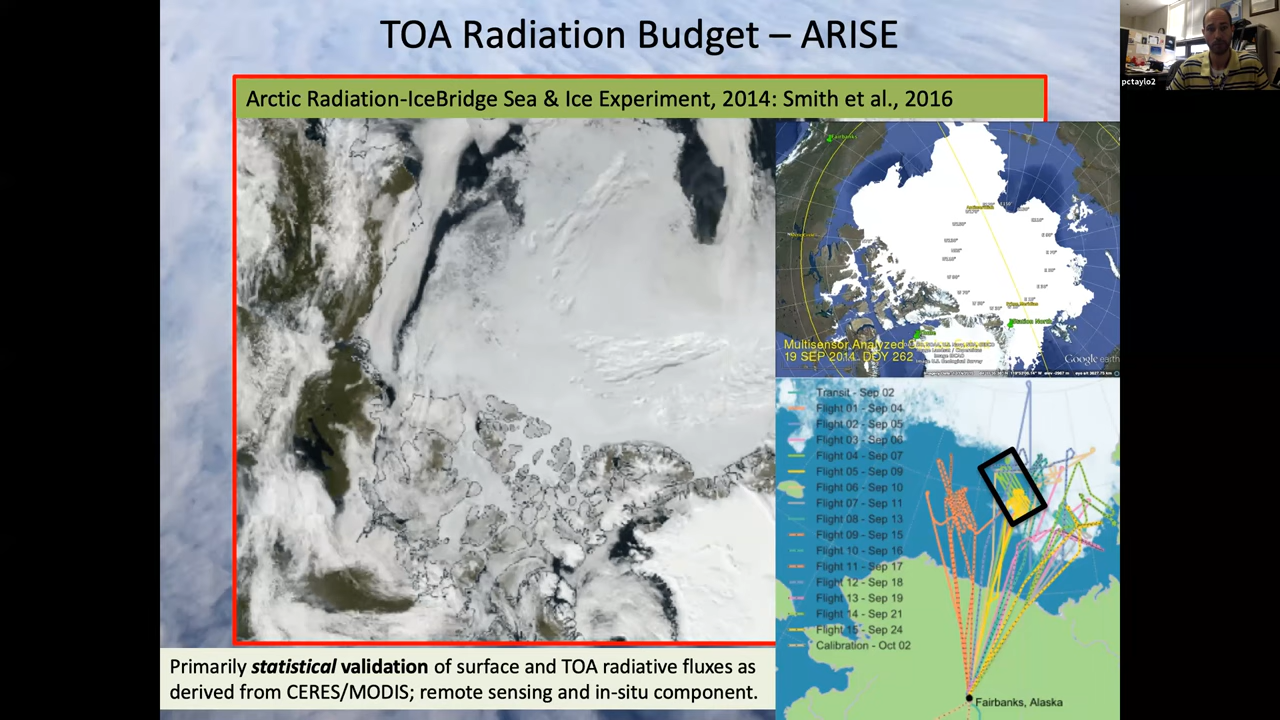 TOA Radiation Budget – ARISE
pctaylo2
Arctic Radiation-IceBridge Sea & Ice Experiment, 2014: Smith et al., 2016
Fairbanks
Multisensor Analyzed
19 SEP 2014 DOY 262
Google earth
Transit - Sep 02
Flight 01 - Sep 04
Flight 02 - Sep 05
Flight 03 - Sep 06
Flight 04 - Sep 07
Flight 05 - Sep 09
Flight 06 - Sep 10
Flight 07 - Sep 11
Flight 08 - Sep 13
Flight 09 - Sep 15
Flight 10 - Sep 16
Flight 11 - Sep 17
Flight 12 - Sep 18
Flight 13 - Sep 19
Flight 14 - Sep 21
Flight 15 - Sep 24
Calibration - Oct 02
Fairbanks, Alaska
Primarily statistical validation of surface and TOA radiative fluxes as
derived from CERES/MODIS; remote sensing and in-situ component.